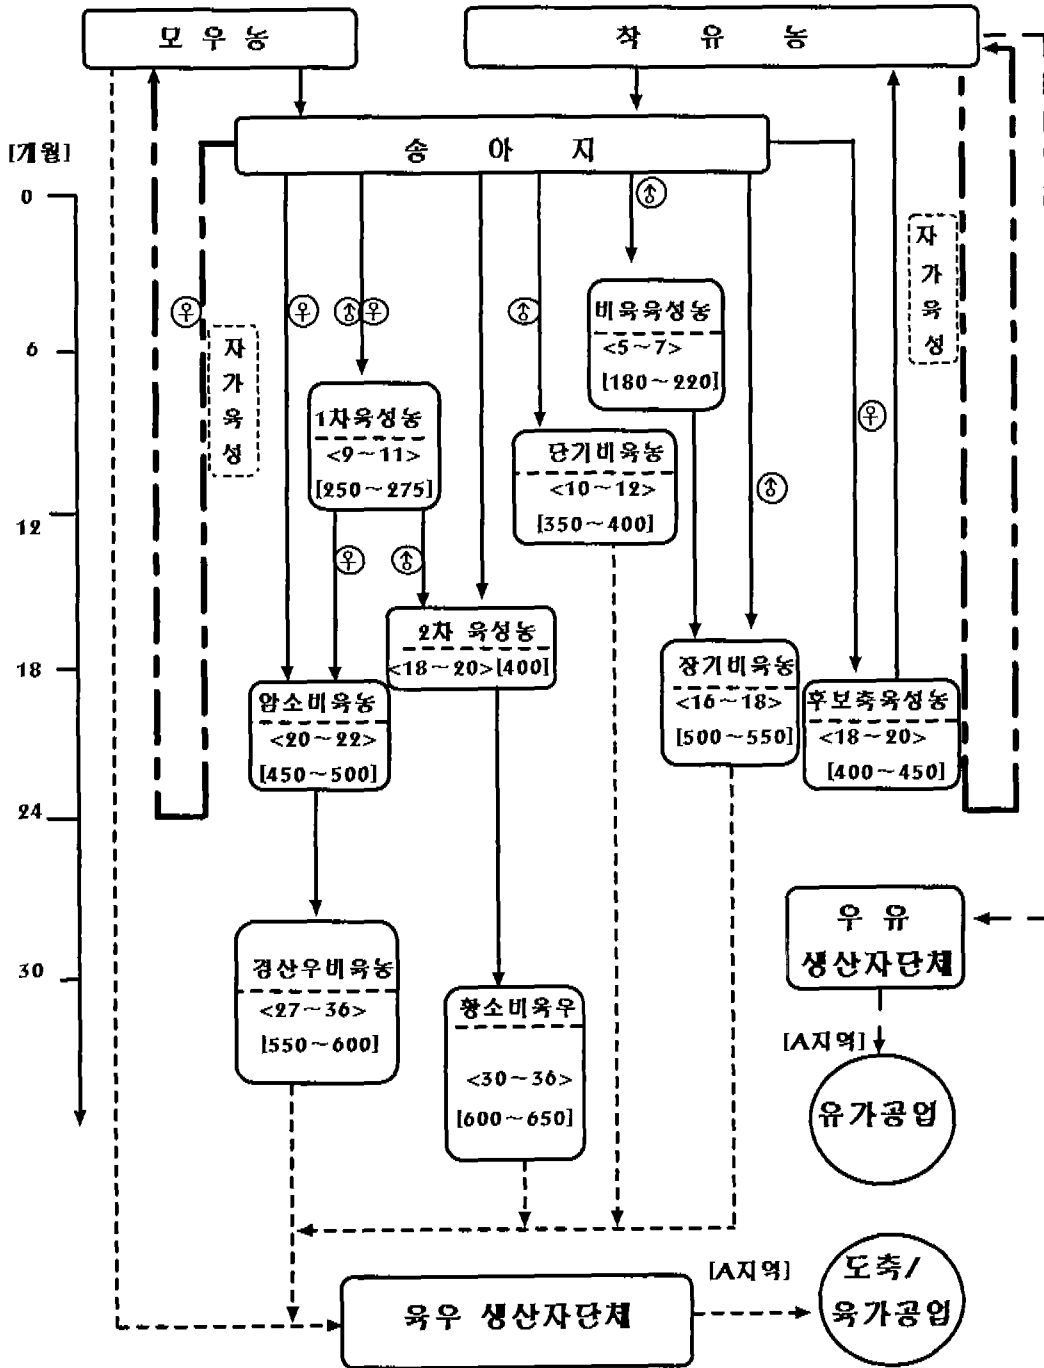 모우농
착 유 농
송 아 지
[개월]
0
6
12
18
24
30
♀
♀
♂♀
♂
♂
♂
♀
♀
♂
자가육성
자가육성
비육육성농
<5~7>
[180~220]
1차육성농
<9~11>
[250~275]
단기비육농
<10~12>
[350~400]
2차 육성농
<18~20>[400]
암소비육농
<20~22>
[450~500]
장기비육농
<16~18>
[500~550]
후보축육성농
<18~20>
[400~450]
경산우비육농
<27~36>
[550~600]
황소비육우
<30~36>
[600~650]
우 유
생산자단체
[A지역]
유가공업
육우 생산자단체
[A지역]
도축/
육가공업